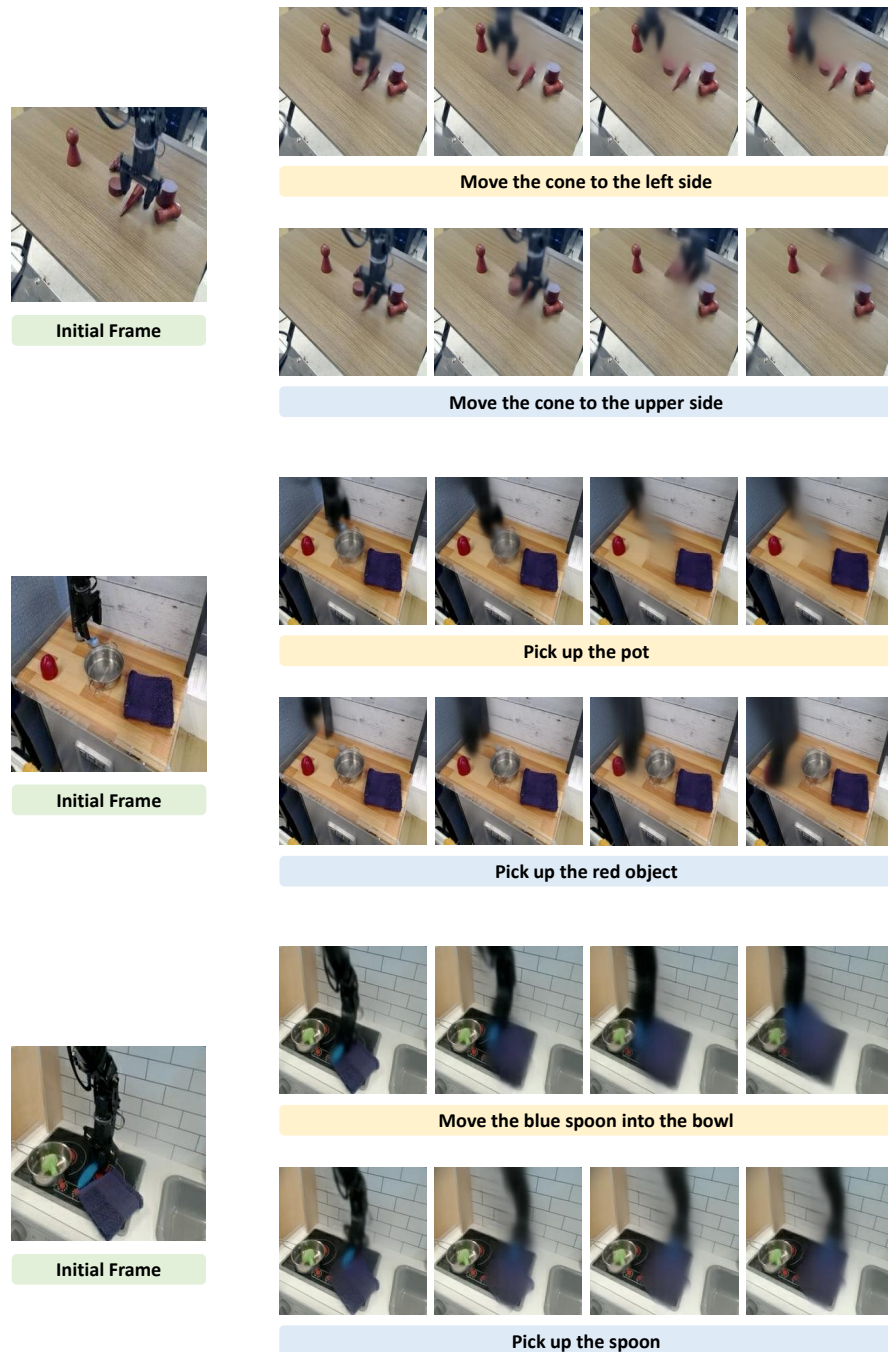 Move the cone to the left side
Initial Frame
Move the cone to the upper side
Pick up the pot
Initial Frame
Pick up the red object
Move the blue spoon into the bowl
Initial Frame
Pick up the spoon